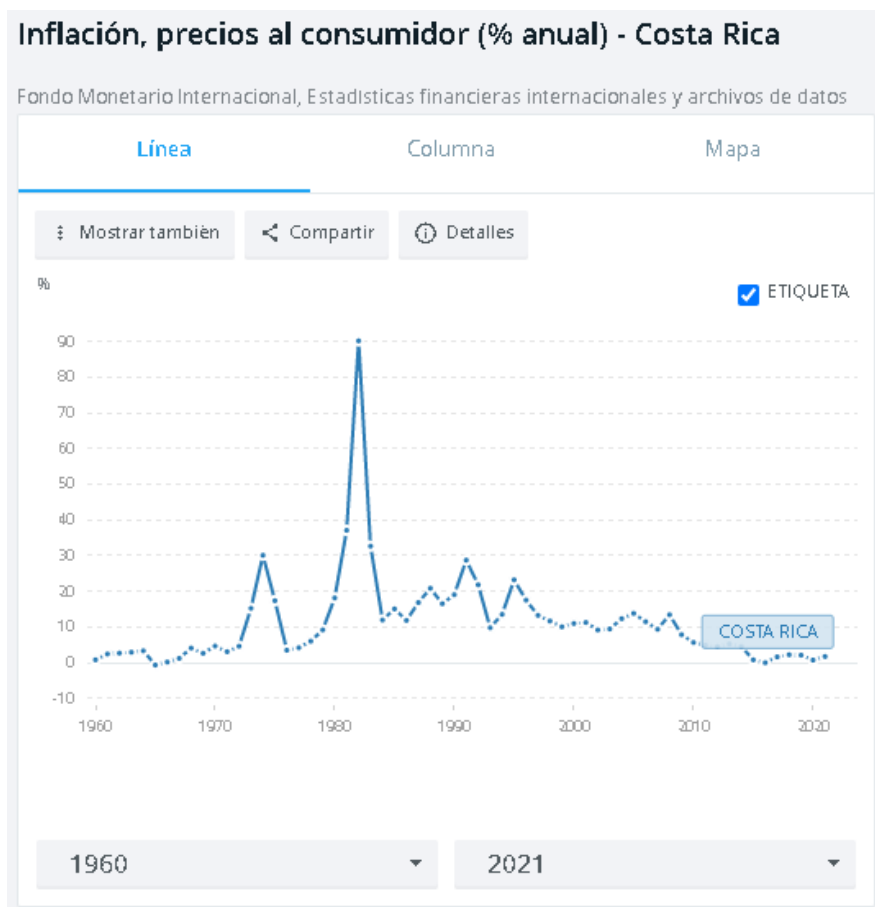 Inflación, precios al consumidor (% anual) - Costa Rica
Fondo Monetario Internacional, Estadísticas financieras internacionales y archivos de datos
Línea Columna Mapa
Mostrar también Compartir Detalles
%
ETIQUETA
90
80
70
60
50
40
30
20
10
COSTA RICA
0
-10
1960 1970 1980 1990 2000 2010 2020
1960 2021